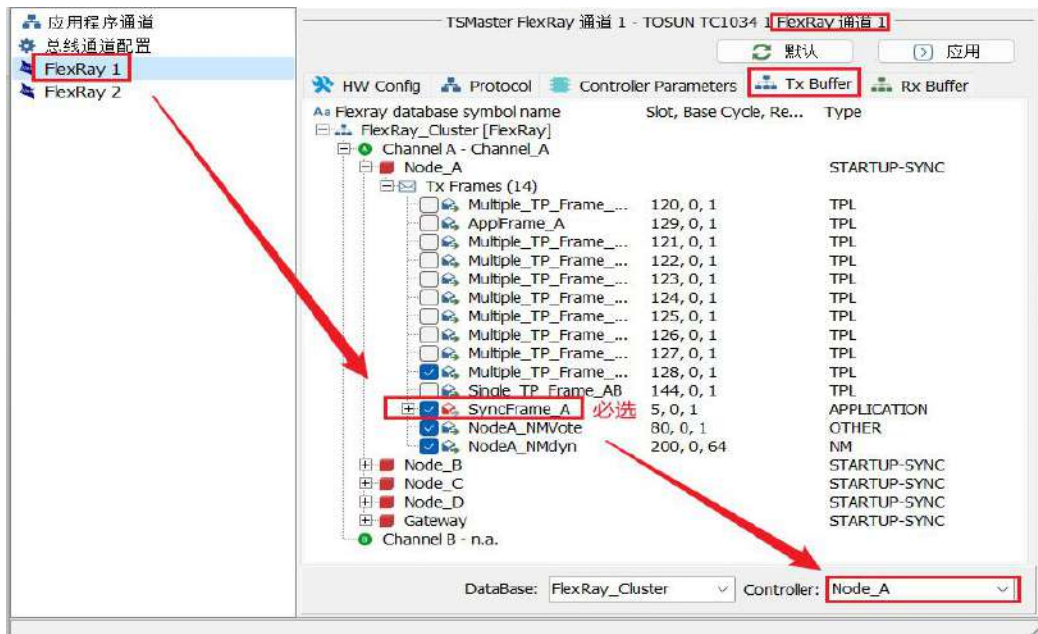 应用程序通道
总线通道配置
FlexRay 1
FlexRay 2
TSMaster FlexRay 通道 1 - TOSUN TC1034 1 FlexRay 通道 1
默认
应用
HW Config Protocol Controller Parameters Tx Buffer Rx Buffer
Aa Flexray database symbol name Slot, Base Cycle, Re... Type
FlexRay_Cluster [FlexRay]
A Channel A - Channel_A
Node_A STARTUP-SYNC
Tx Frames (14)
Multiple_TP_Frame_... 120, 0, 1 TPL
ApplFrame_A 129, 0, 1 TPL
Multiple_TP_Frame_... 121, 0, 1 TPL
Multiple_TP_Frame_... 122, 0, 1 TPL
Multiple_TP_Frame_... 123, 0, 1 TPL
Multiple_TP_Frame_... 124, 0, 1 TPL
Multiple_TP_Frame_... 125, 0, 1 TPL
Multiple_TP_Frame_... 126, 0, 1 TPL
Multiple_TP_Frame_... 127, 0, 1 TPL
Multiple_TP_Frame_... 128, 0, 1 TPL
Single_TP_Frame_AB 144, 0, 1 TPL
SyncFrame_A 必选 5, 0, 1 APPLICATION
NodeA_NMVote 80, 0, 1 OTHER
NodeA_NMdyn 200, 0, 64 NM
Node_B STARTUP-SYNC
Node_C STARTUP-SYNC
Node_D STARTUP-SYNC
Gateway STARTUP-SYNC
B Channel B - n.a.
DataBase: FlexRay_Cluster Controller: Node_A